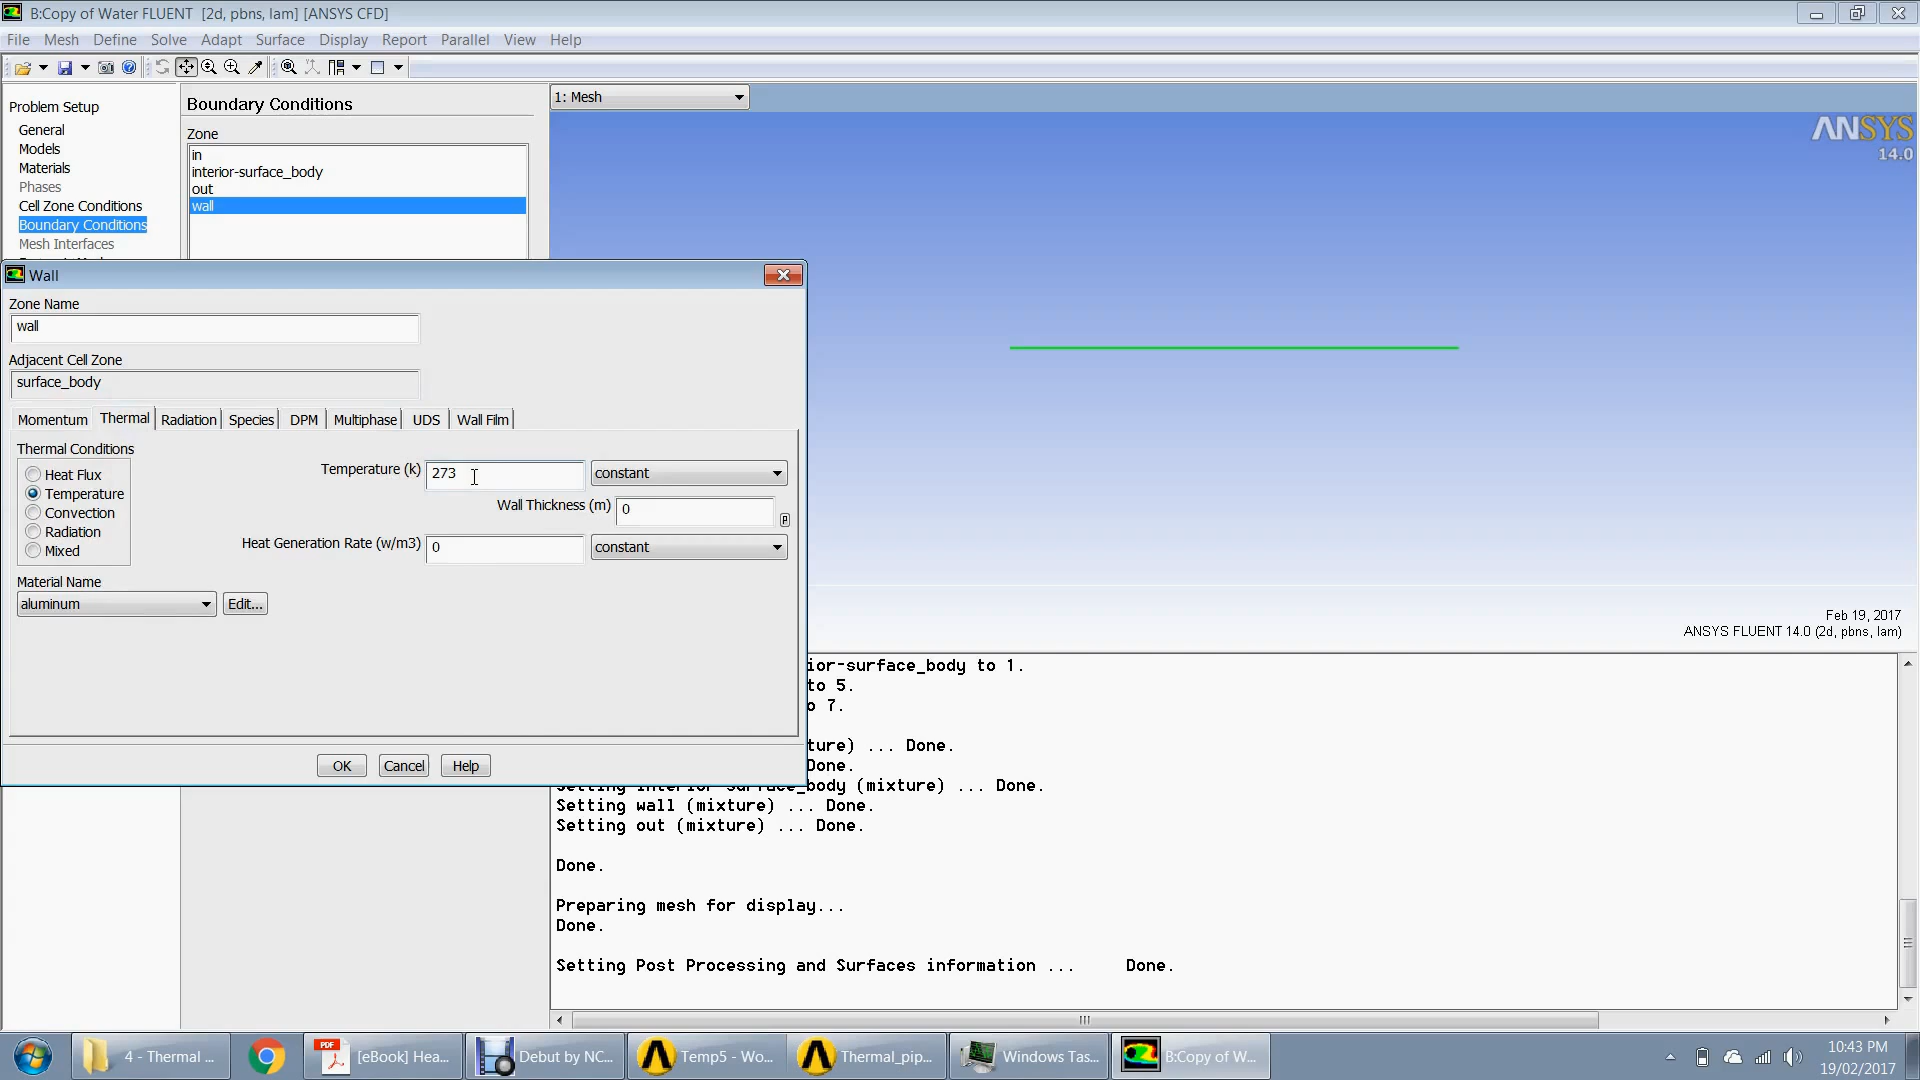 B:Copy of Water FLUENT [2d, pbns, lam] [ANSYS CFD]
File Mesh Define Solve Adapt Surface Display Report Parallel View Help
Problem Setup
General
Models
Materials
Phases
Cell Zone Conditions
Boundary Conditions
Mesh Interfaces
Boundary Conditions
Zone
in
interior-surface_body
out
wall
1: Mesh
ANSYS
14.0
Wall
Zone Name
wall
Adjacent Cell Zone
surface_body
Momentum Thermal Radiation Species DPM Multiphase UDS Wall Film
Thermal Conditions
Heat Flux
Temperature
Convection
Radiation
Mixed
Temperature (k) 273 constant
Wall Thickness (m) 0 P
Heat Generation Rate (w/m3) 0 constant
Material Name
aluminum Edit...
OK Cancel Help
Feb 19, 2017
ANSYS FLUENT 14.0 (2d, pbns, lam)
ior-surface_body to 1.
to 5.
o 7.
ture) ... Done.
Done.
Setting interior-surface_body (mixture) ... Done.
Setting wall (mixture) ... Done.
Setting out (mixture) ... Done.
Done.
Preparing mesh for display...
Done.
Setting Post Processing and Surfaces information ... Done.
4 - Thermal ... [eBook] Hea... Debut by NC... Temp5 - Wo... Thermal_pip... Windows Tas... B:Copy of W...
10:43 PM
19/02/2017